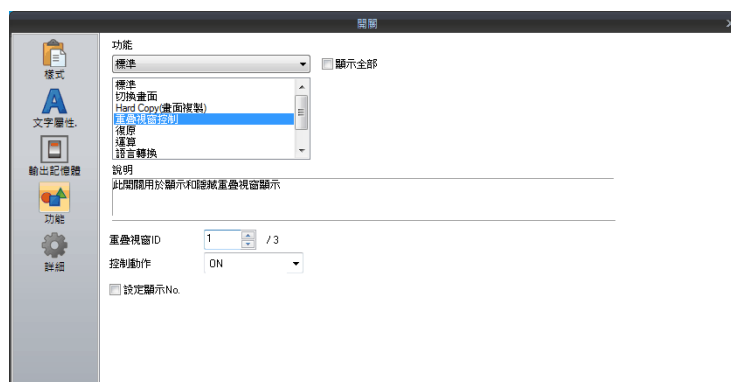 開關
樣式
文字屬性.
輸出記憶體
功能
詳細
功能
標準
顯示全部
標準
切換畫面
Hard Copy(畫面複製)
重疊視窗控制
復原
運算
語言轉換
說明
此開關用於顯示和隱藏重疊視窗顯示
重疊視窗ID 1 / 3
控制動作 ON
設定顯示No.